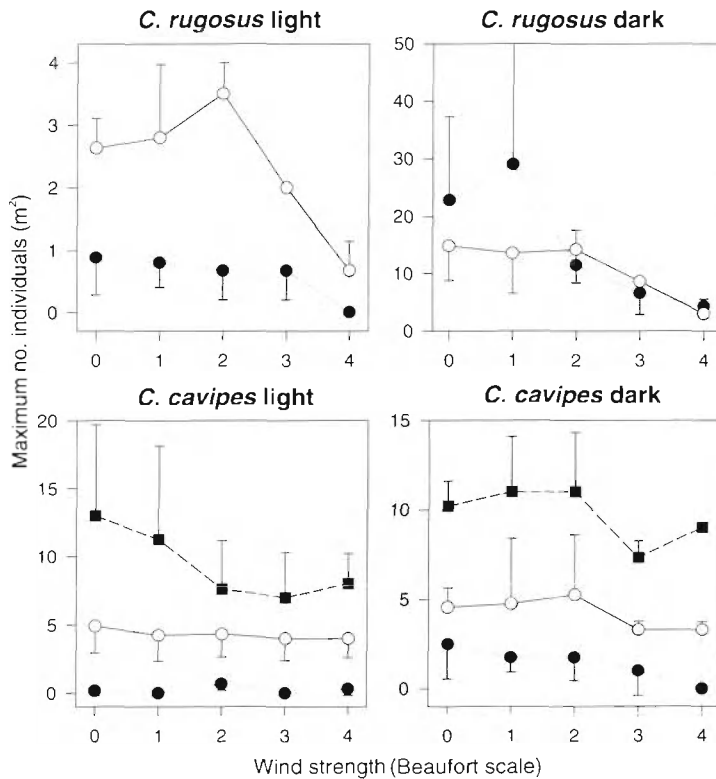 C. rugosus light
C. rugosus dark
4
3
2
1
0
50
40
30
20
10
0
0 1 2 3 4
0 1 2 3 4
Maximum no. individuals (m²)
C. cavipes light
C. cavipes dark
20
15
10
5
0
15
10
5
0
0 1 2 3 4
0 1 2 3 4
Wind strength (Beaufort scale)